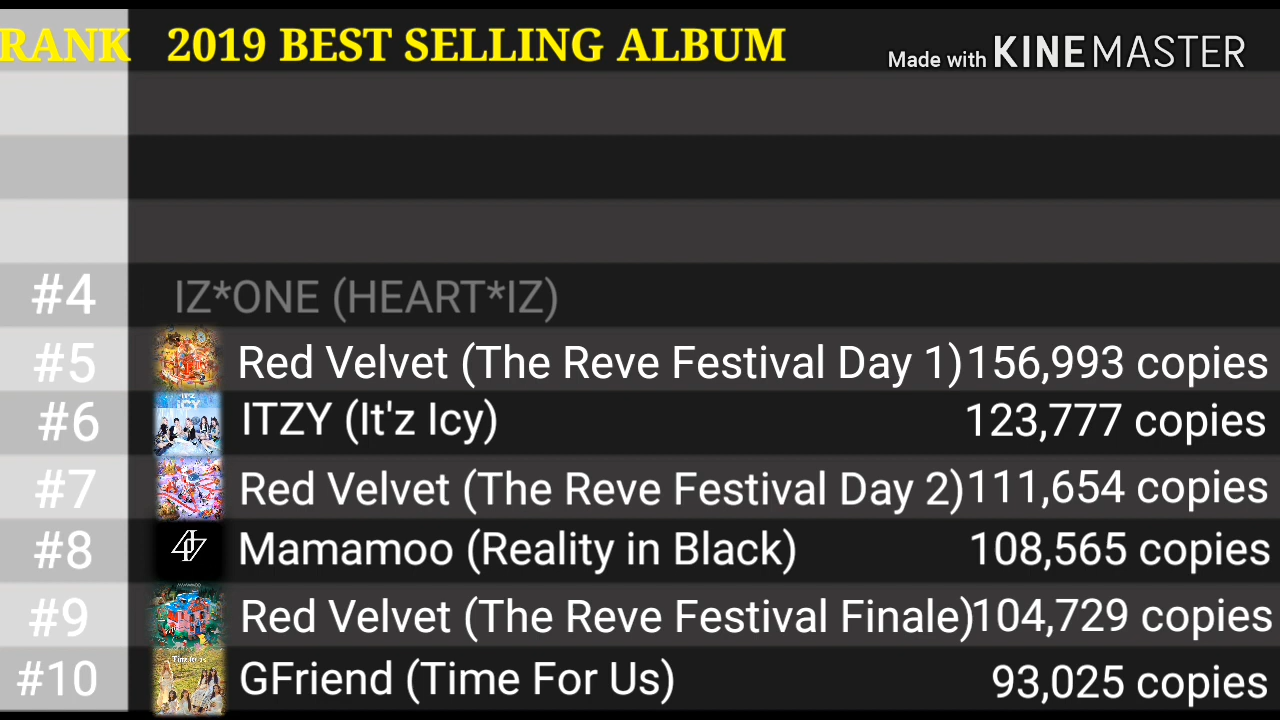 RANK 2019 BEST SELLING ALBUM Made with KINEMASTER
#4 IZ*ONE (HEART*IZ)
#5 Red Velvet (The Reve Festival Day 1) 156,993 copies
#6 ITZY (It'z Icy) 123,777 copies
#7 Red Velvet (The Reve Festival Day 2) 111,654 copies
#8 Mamamoo (Reality in Black) 108,565 copies
#9 Red Velvet (The Reve Festival Finale) 104,729 copies
#10 GFriend (Time For Us) 93,025 copies